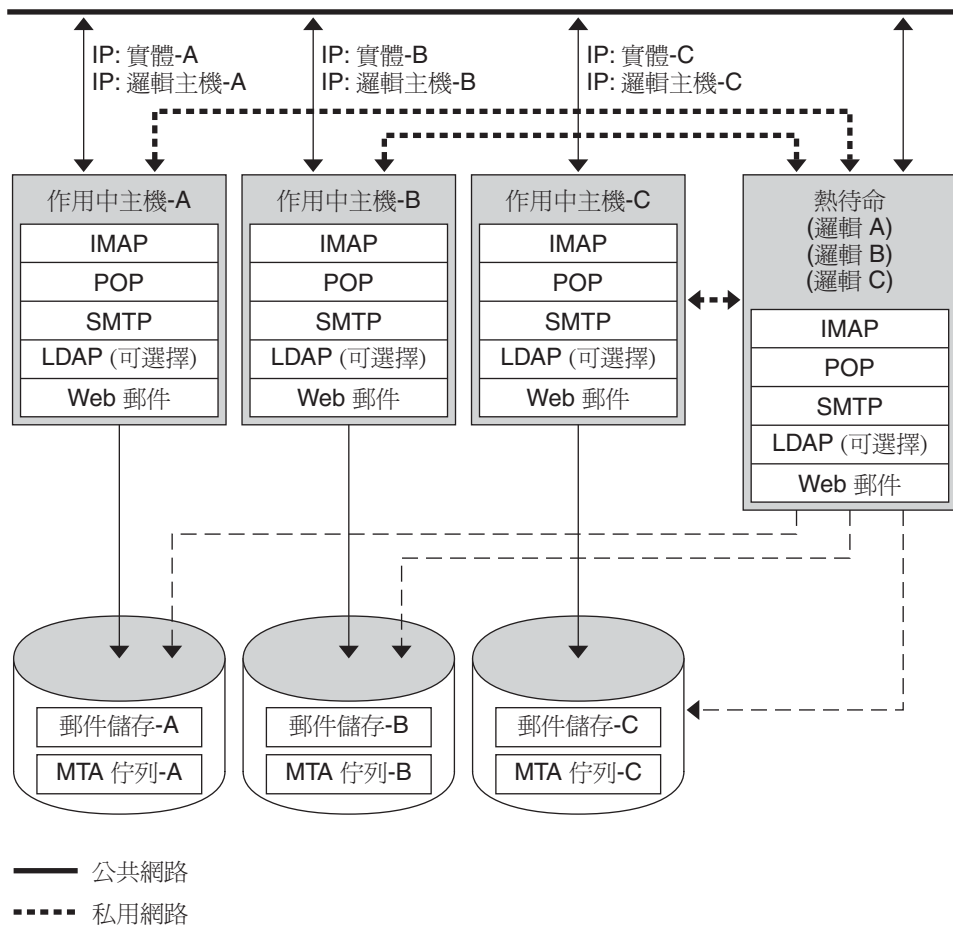 IP: 實體-A
IP: 邏輯主機-A
IP: 實體-B
IP: 邏輯主機-B
IP: 實體-C
IP: 邏輯主機-C
作用中主機-A
IMAP
POP
SMTP
LDAP (可選擇)
Web 郵件
作用中主機-B
IMAP
POP
SMTP
LDAP (可選擇)
Web 郵件
作用中主機-C
IMAP
POP
SMTP
LDAP (可選擇)
Web 郵件
熱待命
(邏輯 A)
(邏輯 B)
(邏輯 C)
IMAP
POP
SMTP
LDAP (可選擇)
Web 郵件
郵件儲存-A
MTA 佇列-A
郵件儲存-B
MTA 佇列-B
郵件儲存-C
MTA 佇列-C
公共網路
私用網路